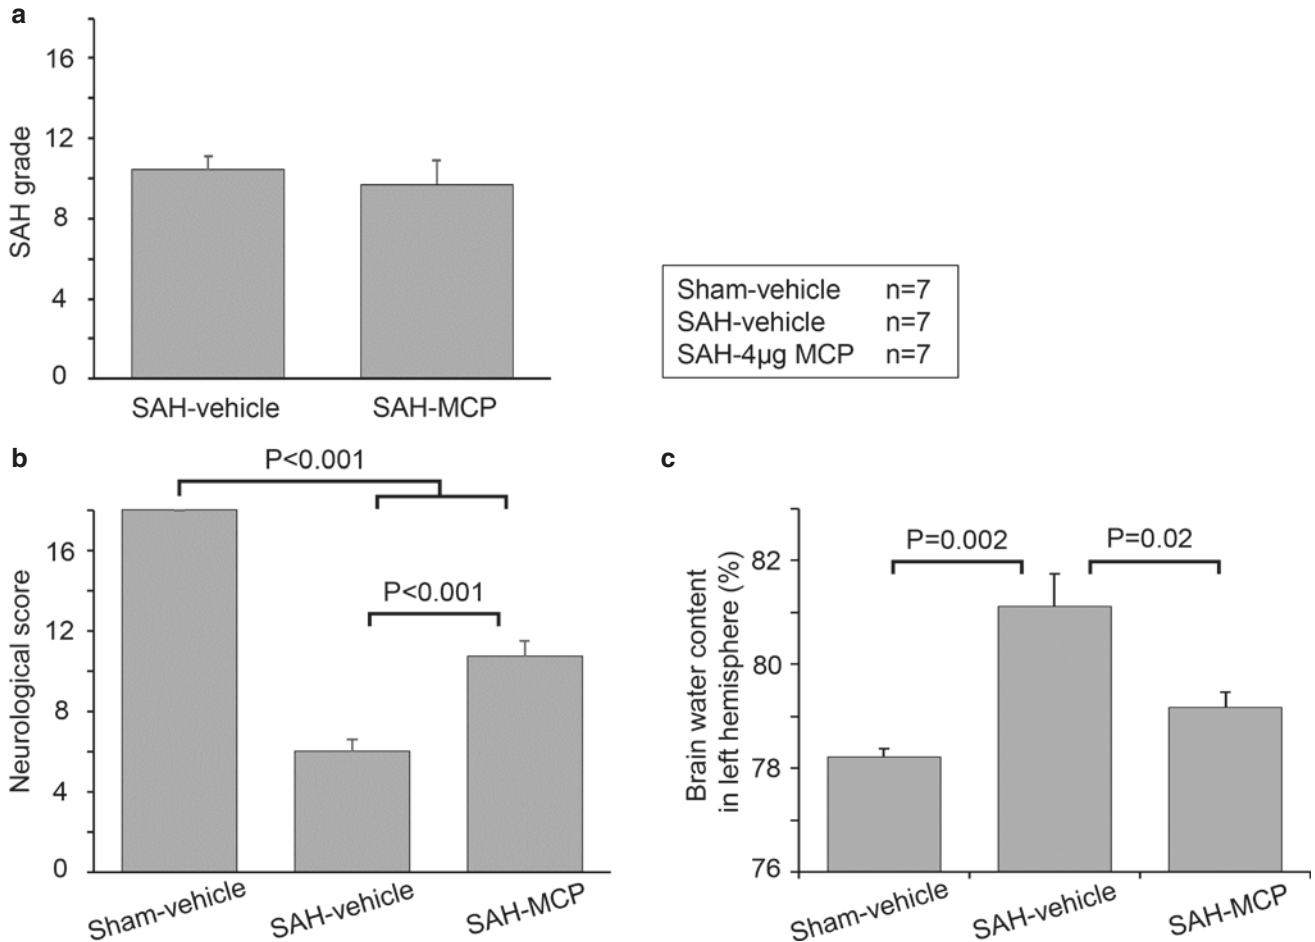 a
16
12
8
4
0
SAH grade
SAH-vehicle SAH-MCP
Sham-vehicle n=7
SAH-vehicle n=7
SAH-4µg MCP n=7
b
P<0.001
P<0.001
16
12
8
4
0
Neurological score
Sham-vehicle SAH-vehicle SAH-MCP
c
P=0.002 P=0.02
82
80
78
76
Brain water content
in left hemisphere (%)
Sham-vehicle SAH-vehicle SAH-MCP